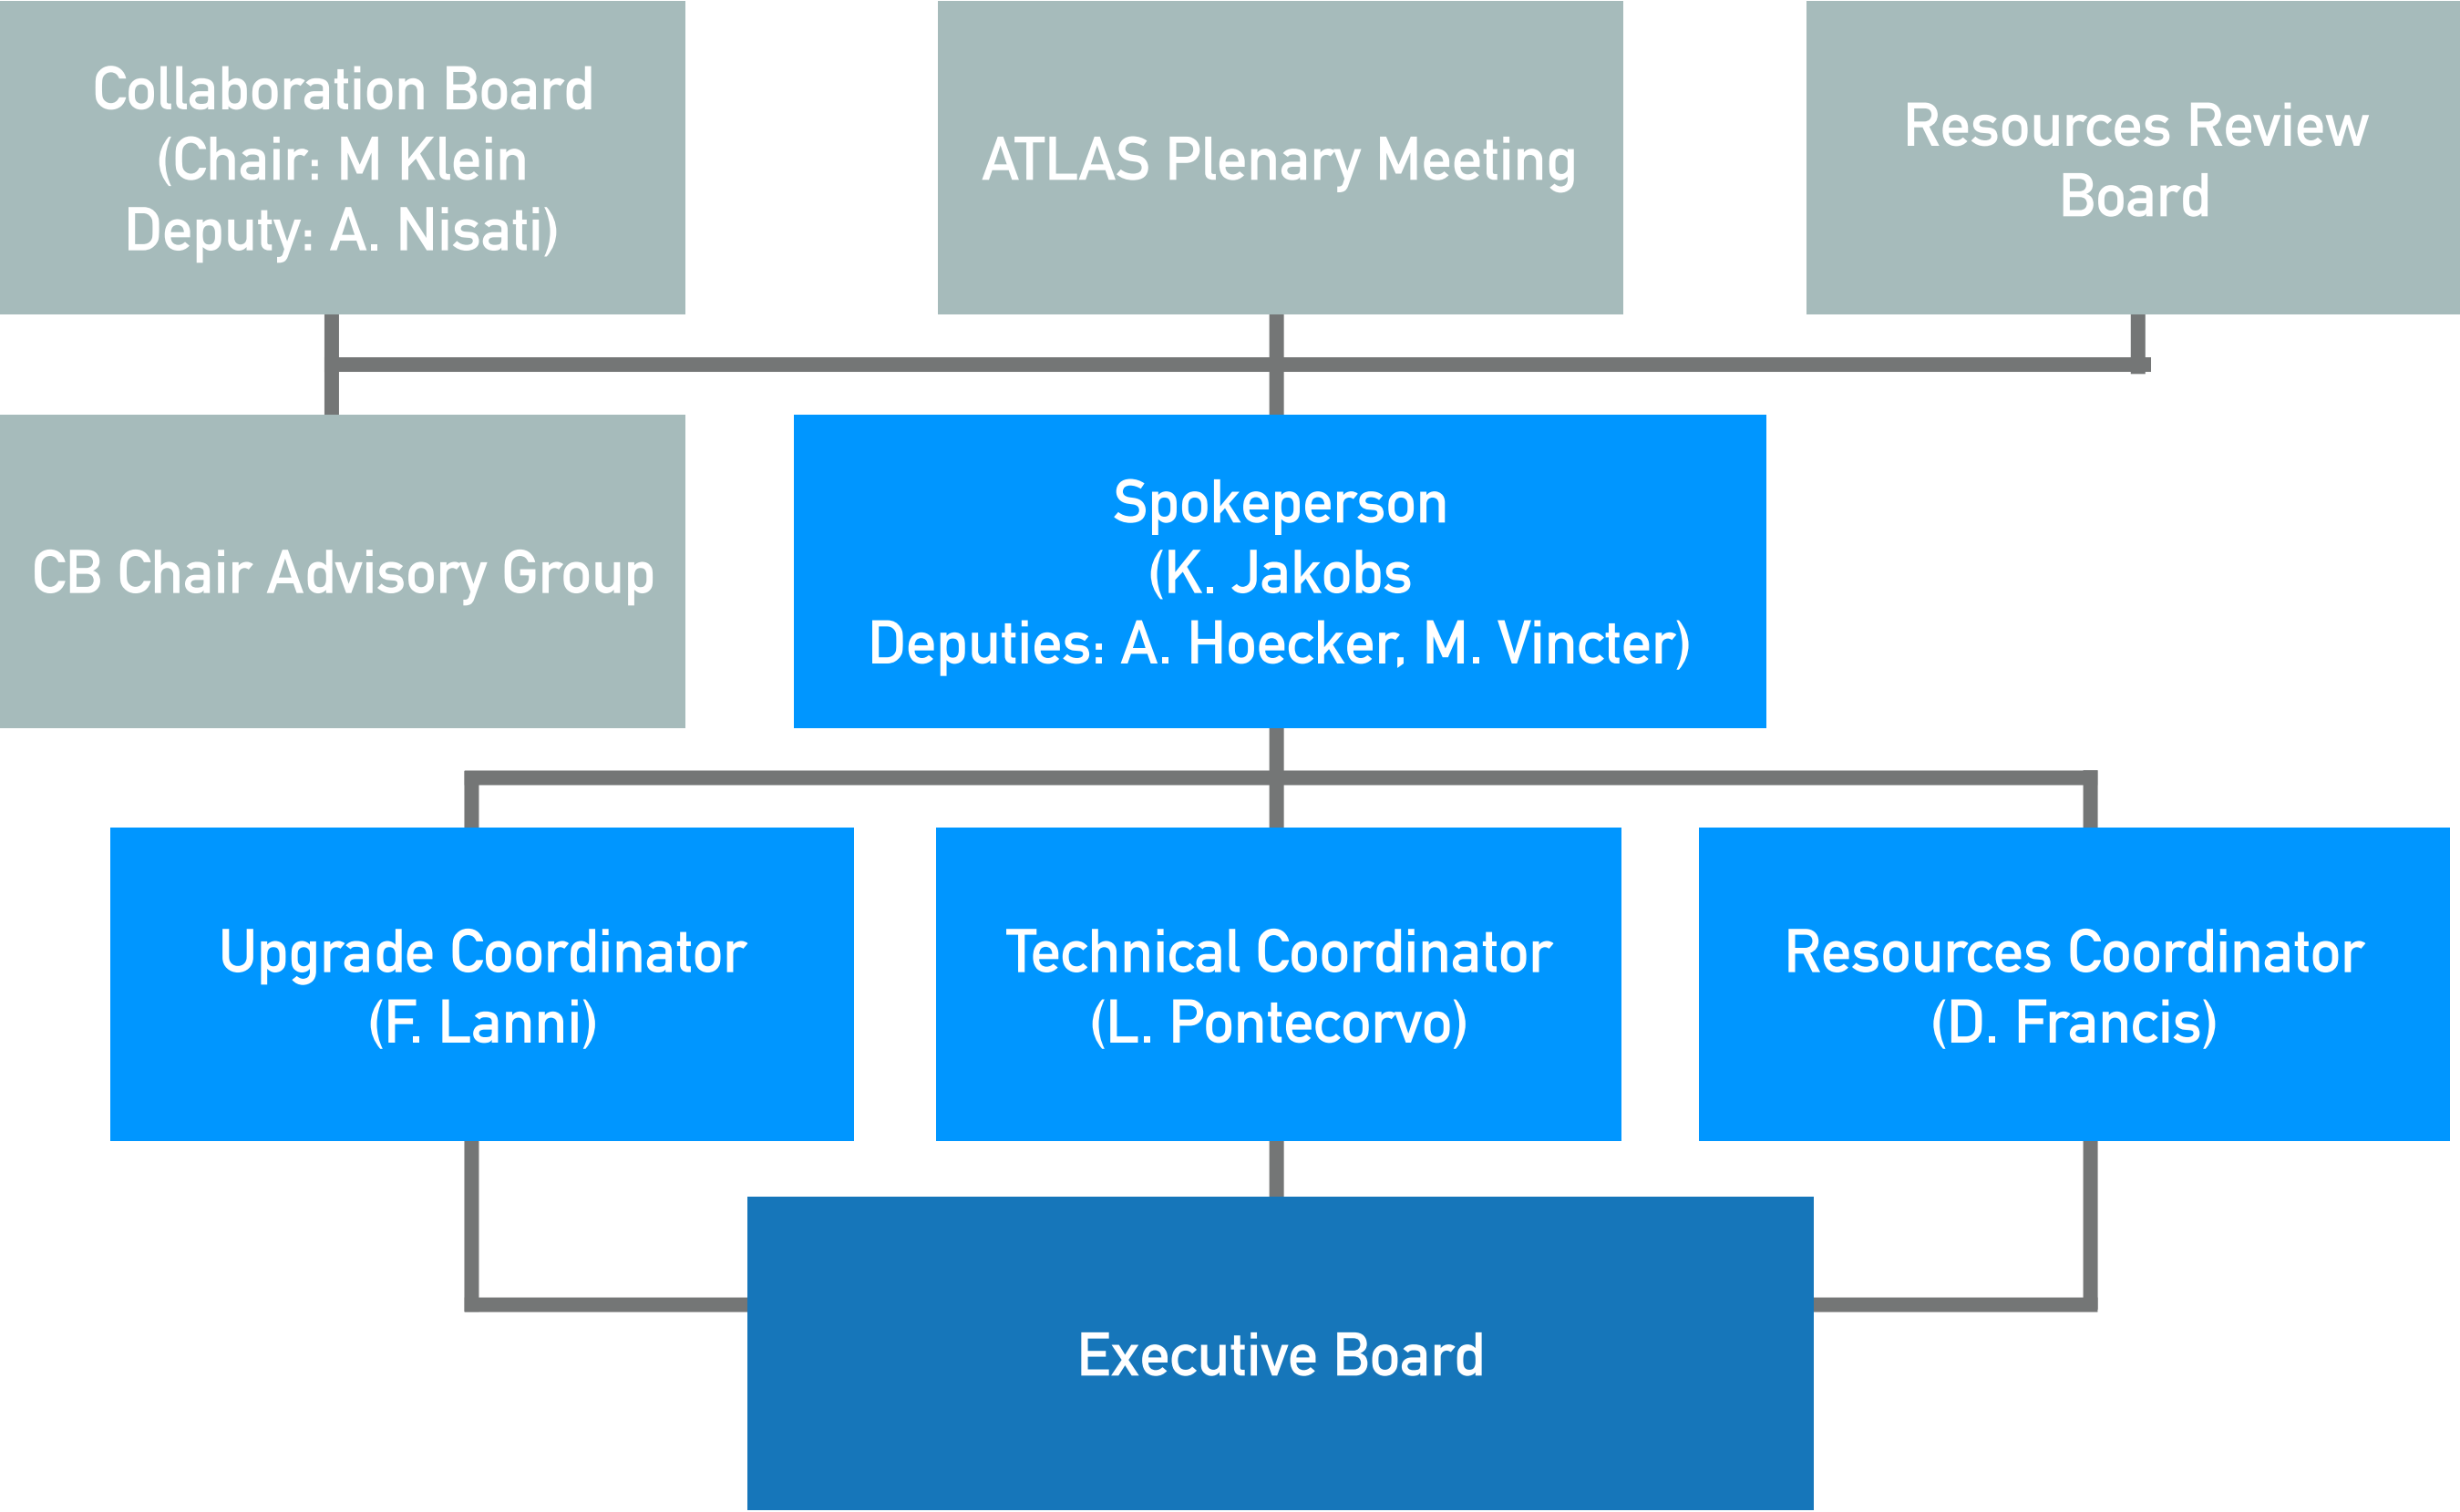 Collaboration Board
(Chair: M Klein
Deputy: A. Nisati)
ATLAS Plenary Meeting
Resources Review
Board
CB Chair Advisory Group
Spokeperson
(K. Jakobs
Deputies: A. Hoecker, M. Vincter)
Upgrade Coordinator
(F. Lanni)
Technical Coordinator
(L. Pontecorvo)
Resources Coordinator
(D. Francis)
Executive Board